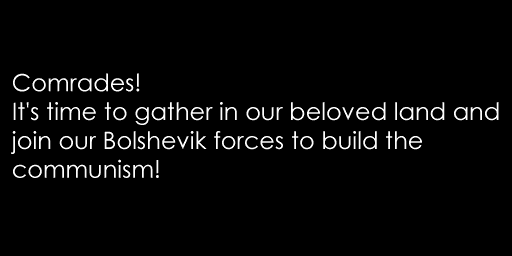 Comrades!
It's time to gather in our beloved land and
join our Bolshevik forces to build the
communism!